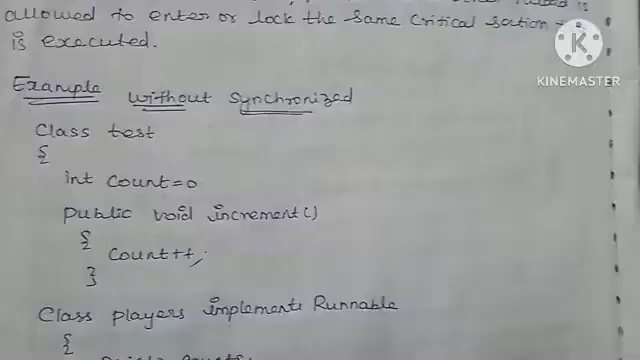 allowed to enter or lock the same critical section
is executed.
KINEMASTER
Example without synchronized
Class test
{
int count=0
public void increment()
{
count++;
}
Class players implements Runnable
{